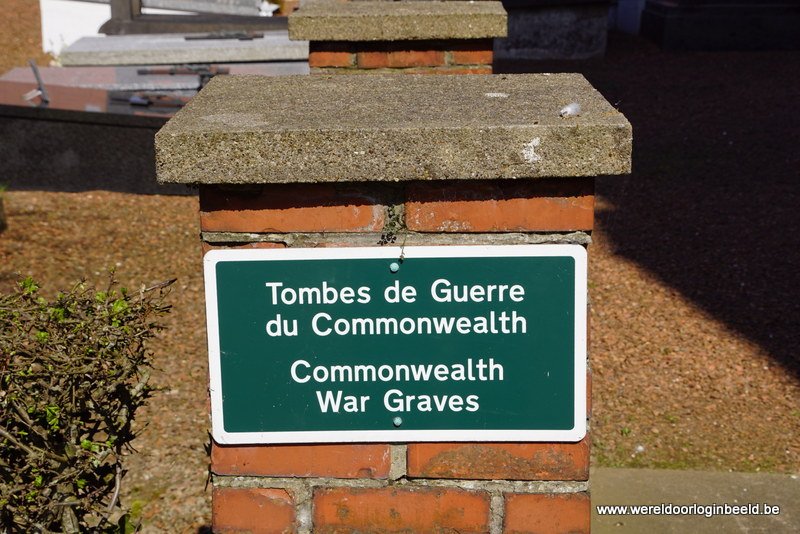 Tombes de Guerre
du Commonwealth
Commonwealth
War Graves
www.wereldoorloginbeeld.be